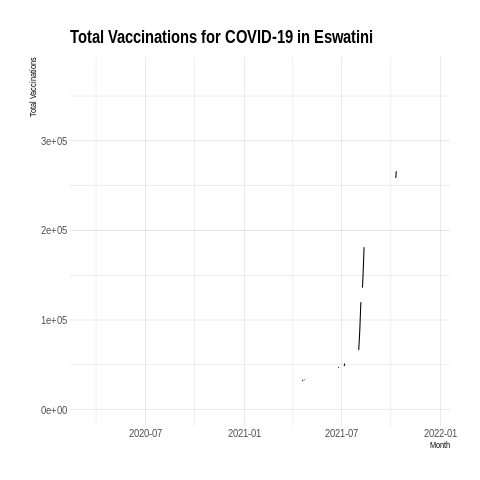 Total Vaccinations for COVID-19 in Eswatini
Total Vaccinations
3e+05
2e+05
1e+05
0e+00
2020-07 2021-01 2021-07 2022-01
Month